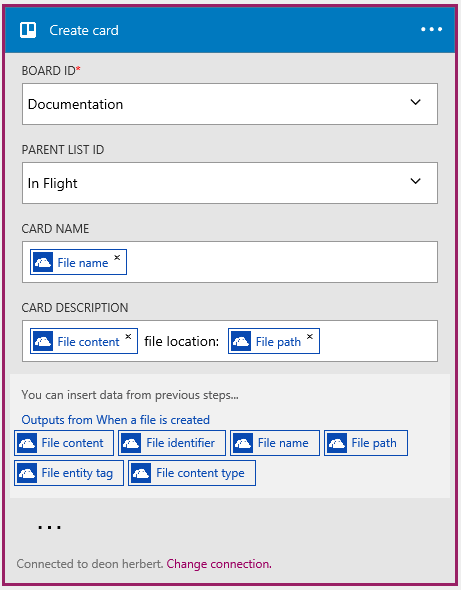 Create card
BOARD ID*
Documentation
PARENT LIST ID
In Flight
CARD NAME
File name ×
CARD DESCRIPTION
File content × file location: File path ×
You can insert data from previous steps...
Outputs from When a file is created
File content File identifier File name File path
File entity tag File content type
...
Connected to deon herbert. Change connection.